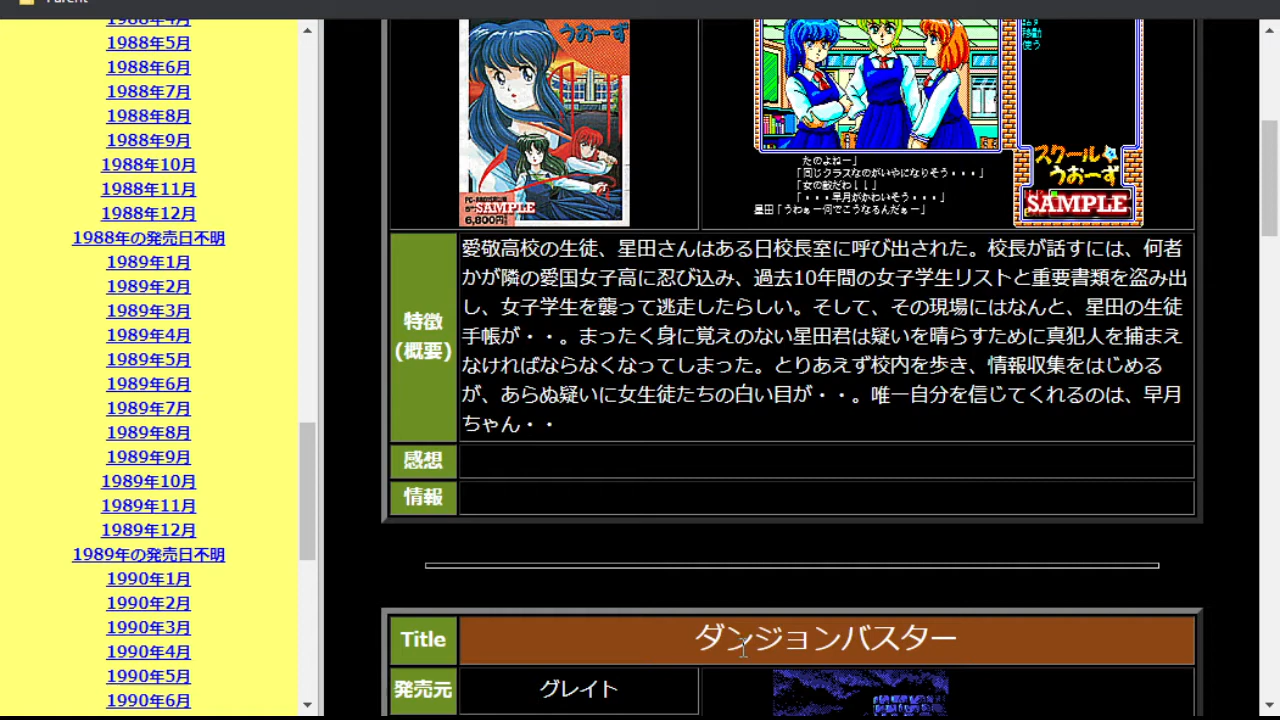 Parent
1988年4月
1988年5月
1988年6月
1988年7月
1988年8月
1988年9月
1988年10月
1988年11月
1988年12月
1988年の発売日不明
1989年1月
1989年2月
1989年3月
1989年4月
1989年5月
1989年6月
1989年7月
1989年8月
1989年9月
1989年10月
1989年11月
1989年12月
1989年の発売日不明
1990年1月
1990年2月
1990年3月
1990年4月
1990年5月
1990年6月
うおーず
SAMPLE
6,800円
話す
移動
使う
たのよねー」
「同じクラスなのがいやになりそう・・・」
「女の敵だわ!!」
「・・・早月がかわいそう・・・」
星田「うわぁ一何でこうなるんだぁー」
スクール
うおーず
SAMPLE
特徴
(概要)
愛敬高校の生徒、星田さんはある日校長室に呼び出された。校長が話すには、何者
かが隣の愛国女子高に忍び込み、過去10年間の女子学生リストと重要書類を盗み出
し、女子学生を襲って逃走したらしい。そして、その現場にはなんと、星田の生徒
手帳が・・。まったく身に覚えのない星田君は疑いを晴らすために真犯人を捕まえ
なければならなくなってしまった。とりあえず校内を歩き、情報収集をはじめる
が、あらぬ疑いに女生徒たちの白い目が・・。唯一自分を信じてくれるのは、早月
ちゃん・・
感想
情報
Title
ダンジョンバスター
発売元
グレイト